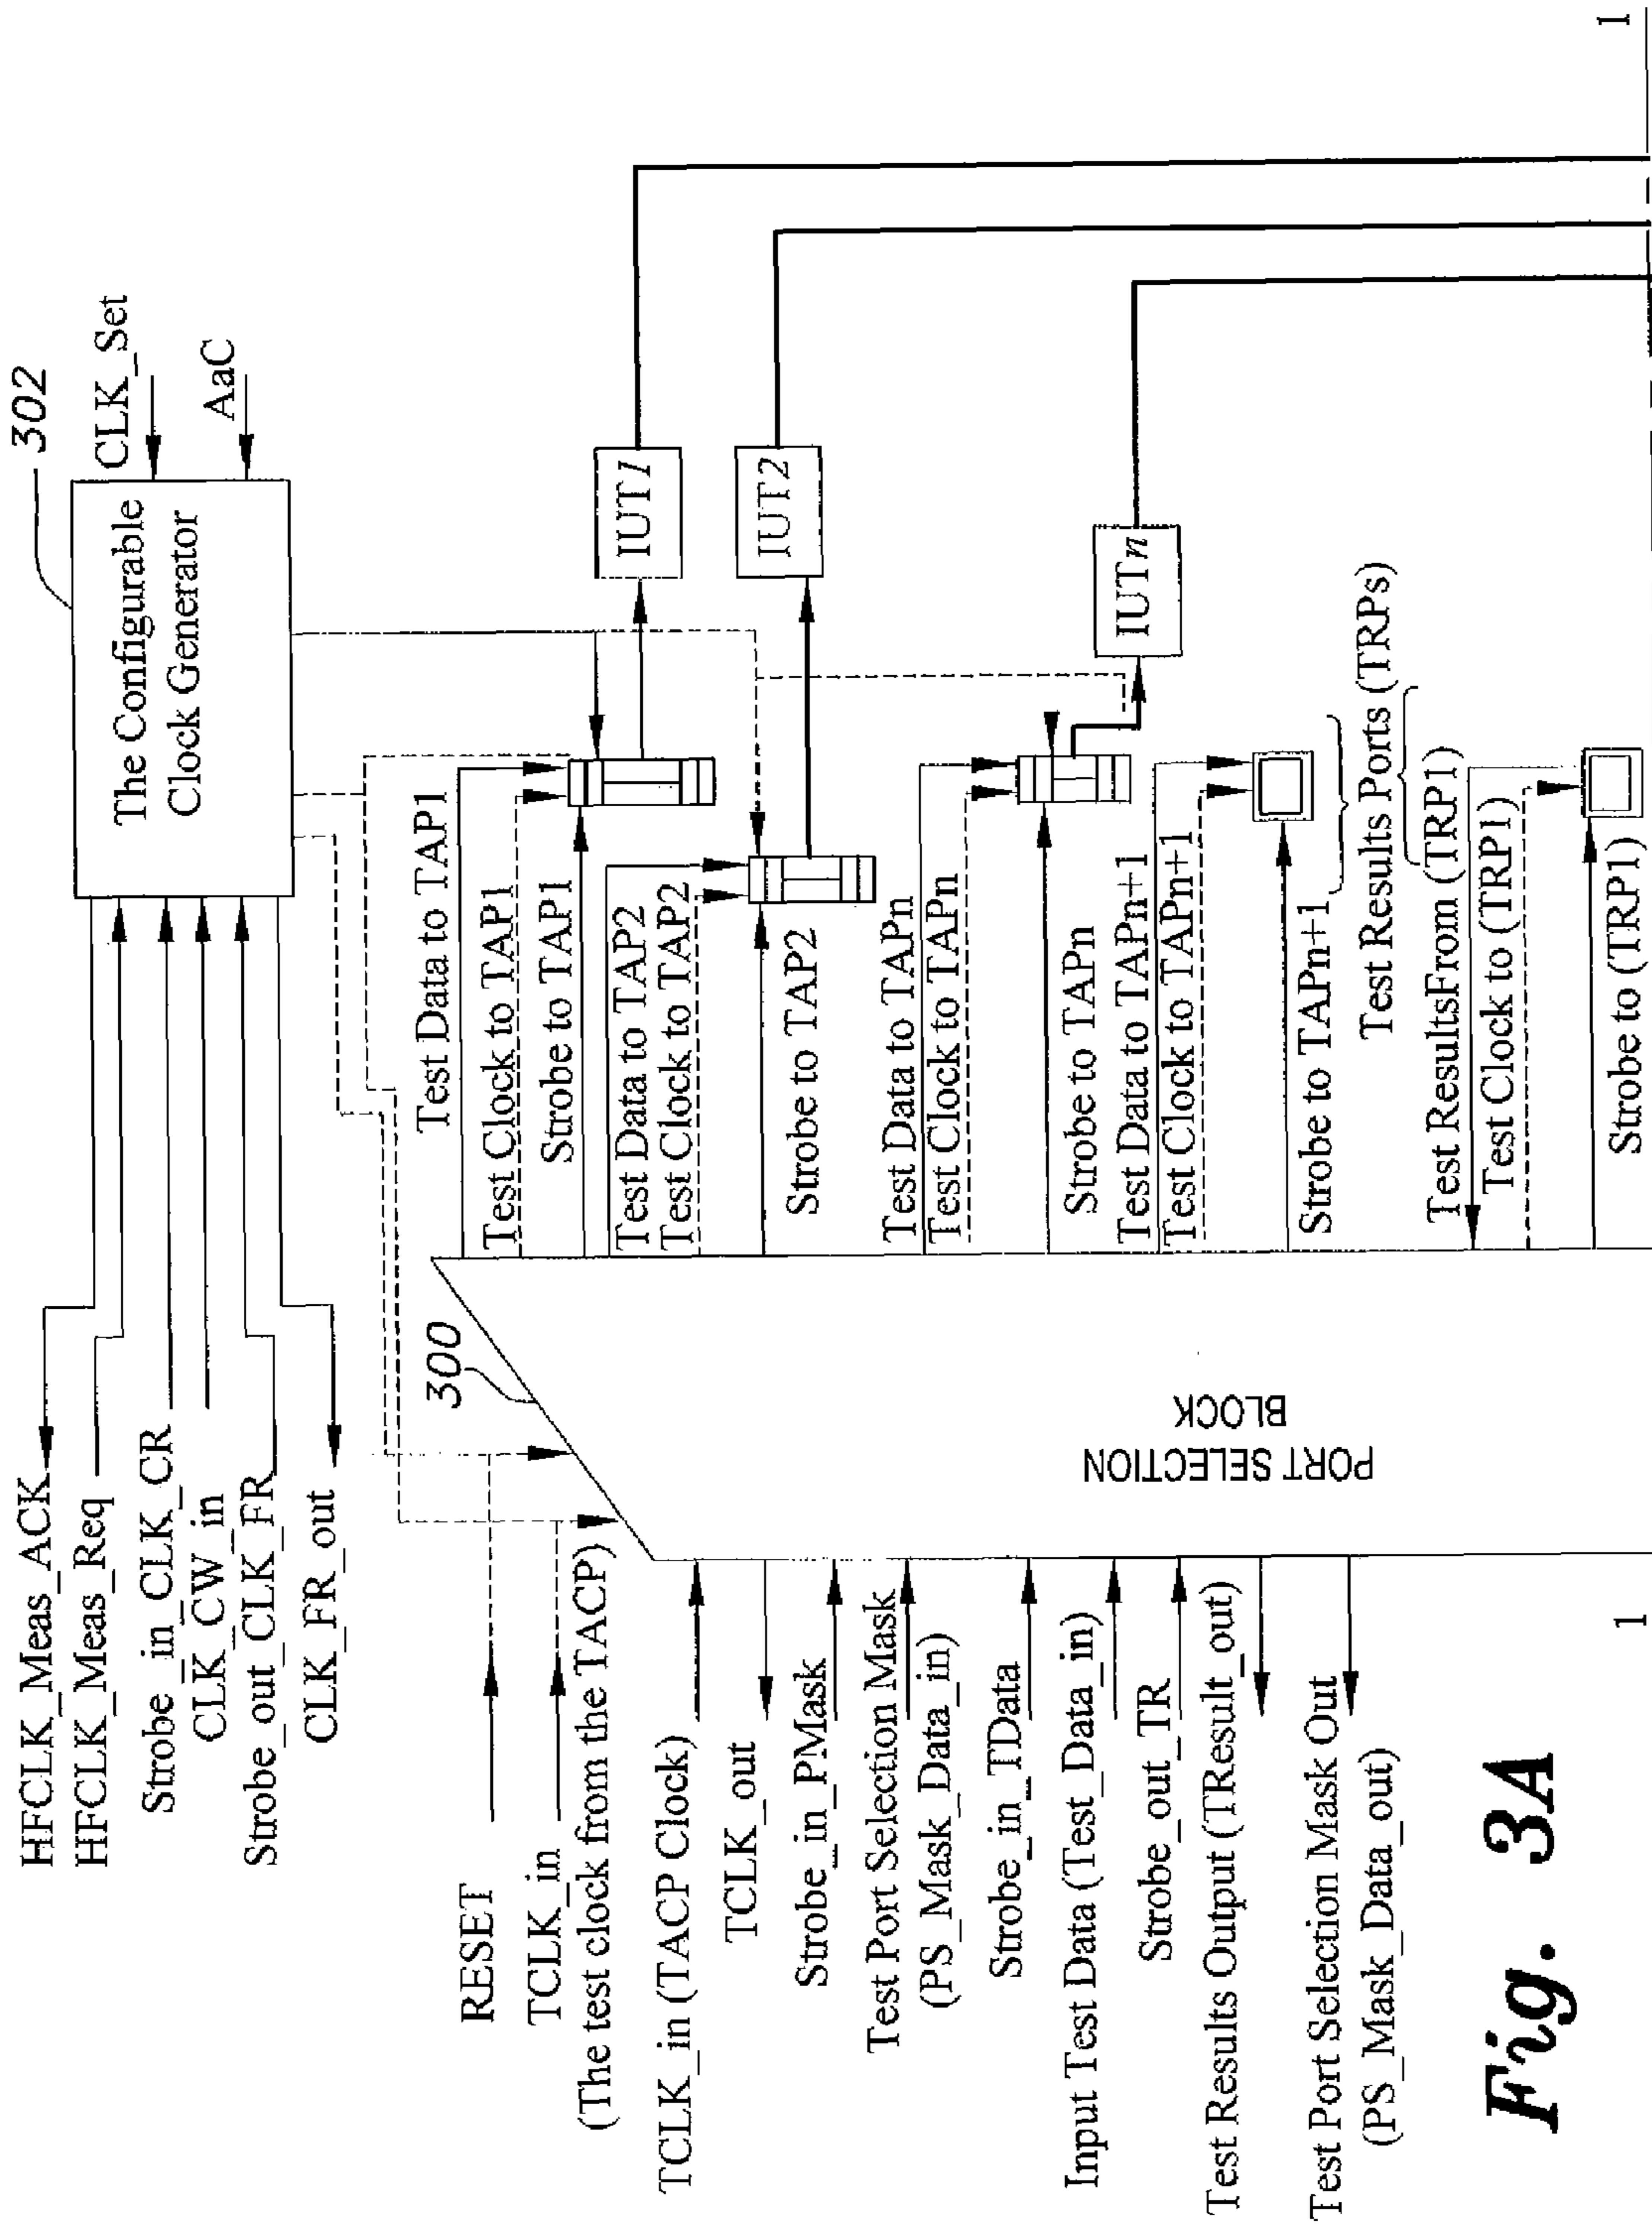 302
HFCLK_Meas_ACK
HFCLK_Meas_Req
Strobe_in_CLK_CR
CLK_CW_in
Strobe_out_CLK_FR
CLK_FR_out
The Configurable
Clock Generator
CLK_Set
AaC
RESET
TCLK_in
(The test clock from the TACP)
TCLK_in (TACP Clock)
TCLK_out
Strobe_in_PMask
Test Port Selection Mask
(PS_Mask_Data_in)
Strobe_in_TData
Input Test Data (Test_Data_in)
Strobe_out_TR
Test Results Output (TResult_out)
Test Port Selection Mask Out
(PS_Mask_Data_out)
300
PORT SELECTION
BLOCK
Test Data to TAP1
Test Clock to TAP1
Strobe to TAP1
Test Data to TAP2
Test Clock to TAP2
Strobe to TAP2
Test Data to TAPn
Test Clock to TAPn
Strobe to TAPn
Test Data to TAPn+1
Test Clock to TAPn+1
Strobe to TAPn+1
Test Results Ports (TRPs)
Test ResultsFrom (TRP1)
Test Clock to (TRP1)
Strobe to (TRP1)
IUT1
IUT2
IUTn
1
1
Fig. 3A